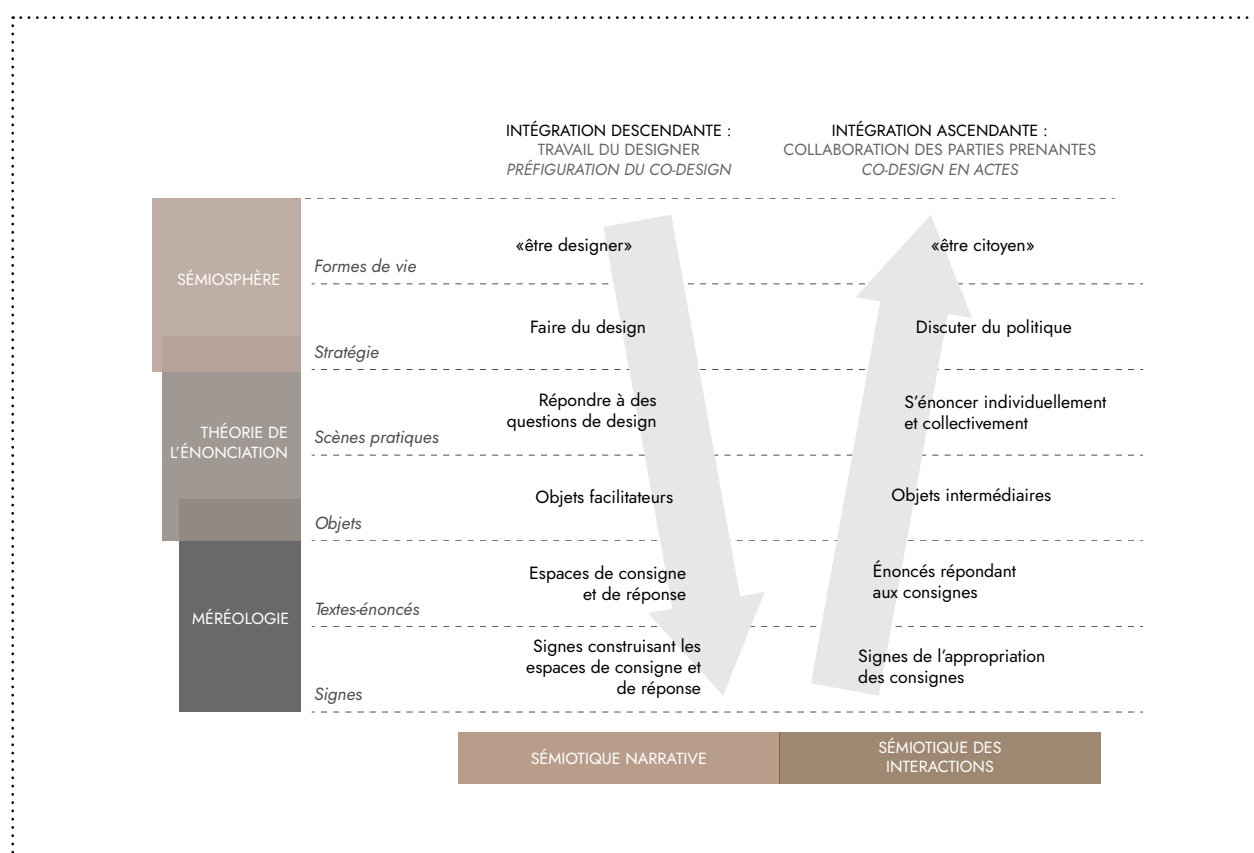 INTÉGRATION DESCENDANTE :
TRAVAIL DU DESIGNER
PRÉFIGURATION DU CO-DESIGN
INTÉGRATION ASCENDANTE :
COLLABORATION DES PARTIES PRENANTES
CO-DESIGN EN ACTES
SÉMIOSPHÈRE
Formes de vie
«être designer»
«être citoyen»
Stratégie
Faire du design
Discuter du politique
THÉORIE DE
L’ÉNONCIATION
Scènes pratiques
Répondre à des
questions de design
S’énoncer individuellement
et collectivement
Objets
Objets facilitateurs
Objets intermédiaires
MÉRÉOLOGIE
Textes-énoncés
Espaces de consigne
et de réponse
Énoncés répondant
aux consignes
Signes
Signes construisant les
espaces de consigne et
de réponse
Signes de l’appropriation
des consignes
SÉMIOTIQUE NARRATIVE
SÉMIOTIQUE DES
INTERACTIONS